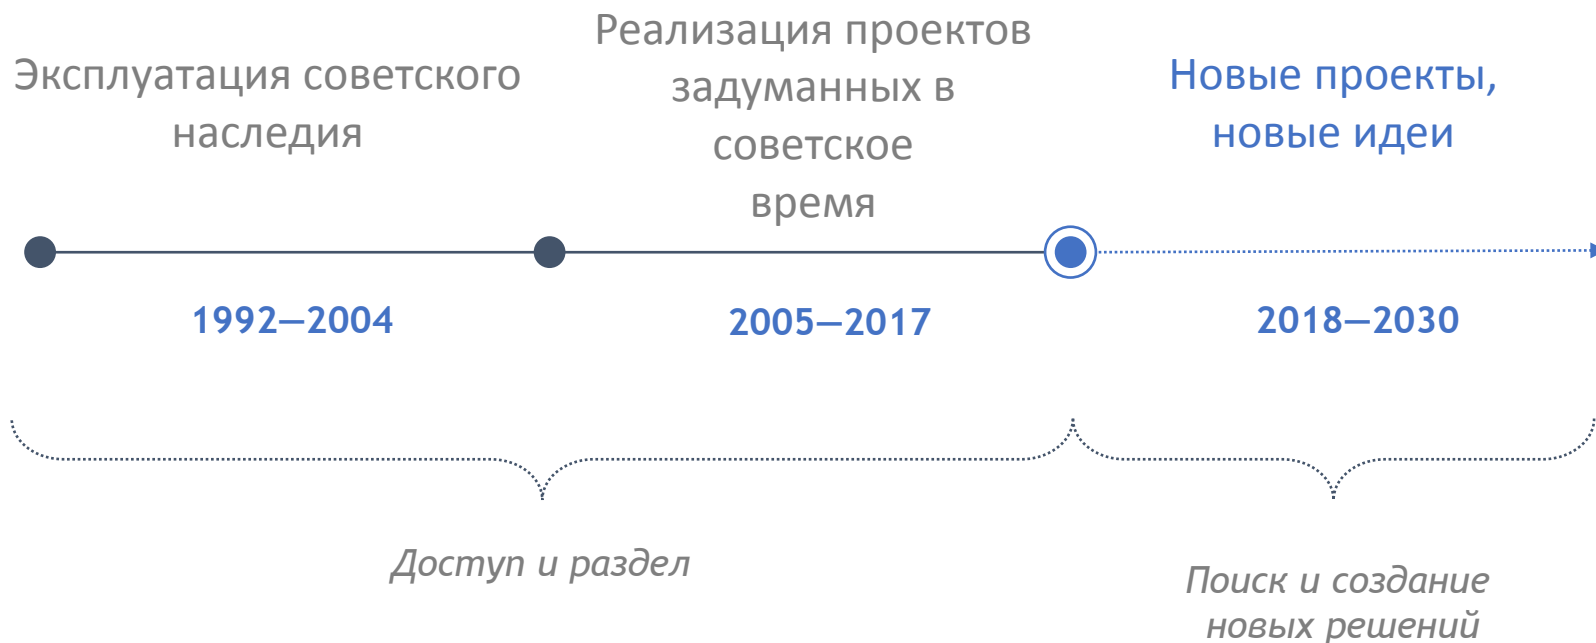 Эксплуатация советского
наследия
Реализация проектов
задуманных в
советское
время
Новые проекты,
новые идеи
1992—2004
2005—2017
2018—2030
Доступ и раздел
Поиск и создание
новых решений